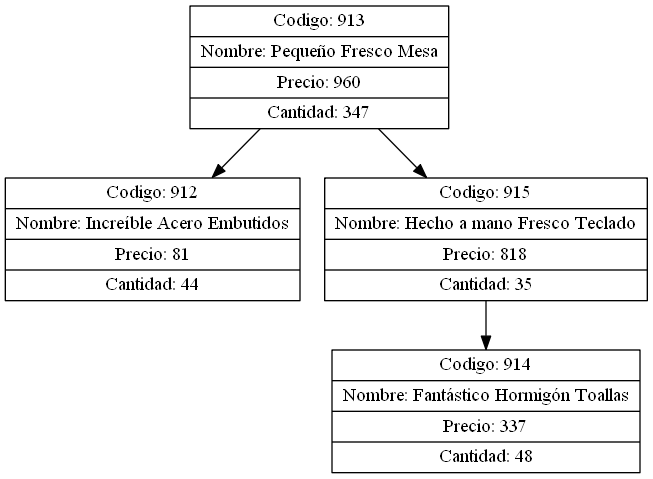 Codigo: 913
Nombre: Pequeño Fresco Mesa
Precio: 960
Cantidad: 347
Codigo: 912
Nombre: Increíble Acero Embutidos
Precio: 81
Cantidad: 44
Codigo: 915
Nombre: Hecho a mano Fresco Teclado
Precio: 818
Cantidad: 35
Codigo: 914
Nombre: Fantástico Hormigón Toallas
Precio: 337
Cantidad: 48